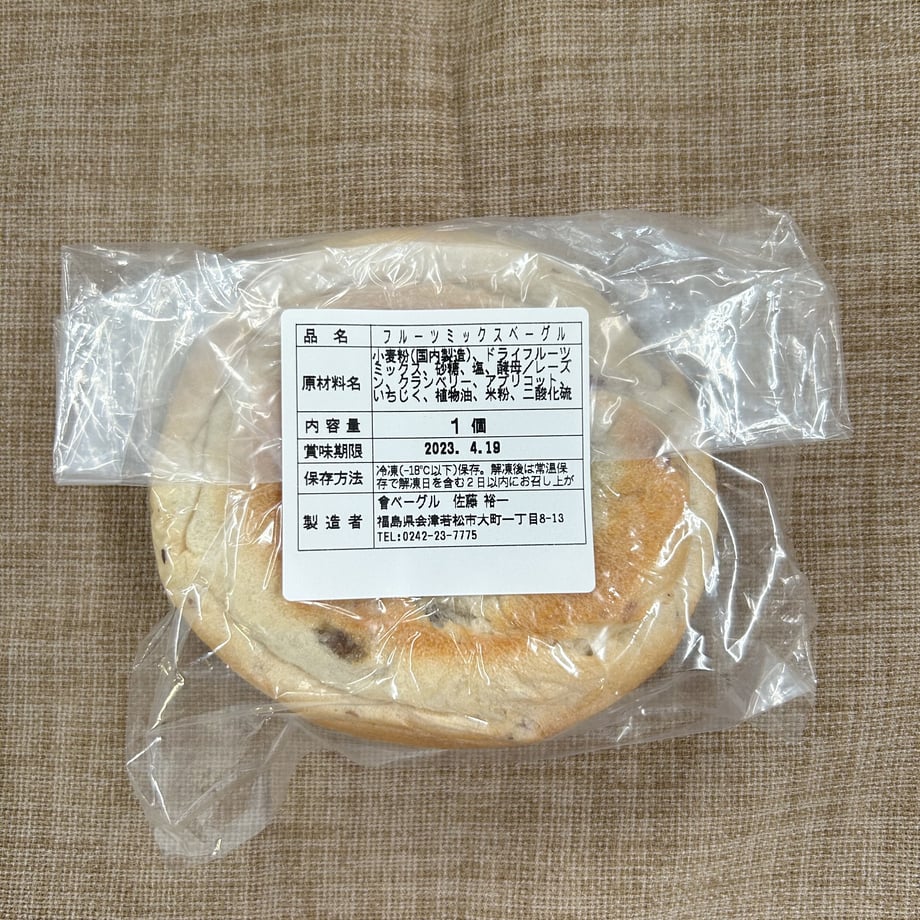 品名 フルーツミックスベーグル
原材料名 小麦粉(国内製造)、ドライフルーツ
ミックス、砂糖、塩、酵母/レーズ
ン、クランベリー、アプリコット、
いちじく、植物油、米粉、二酸化硫
内容量 1個
賞味期限 2023. 4.19
保存方法 冷凍(-18℃以下)保存。解凍後は常温保
存で解凍日を含む2日以内にお召し上が
製造者 會ベーグル 佐藤 裕一
福島県会津若松市大町一丁目8-13
TEL:0242-23-7775